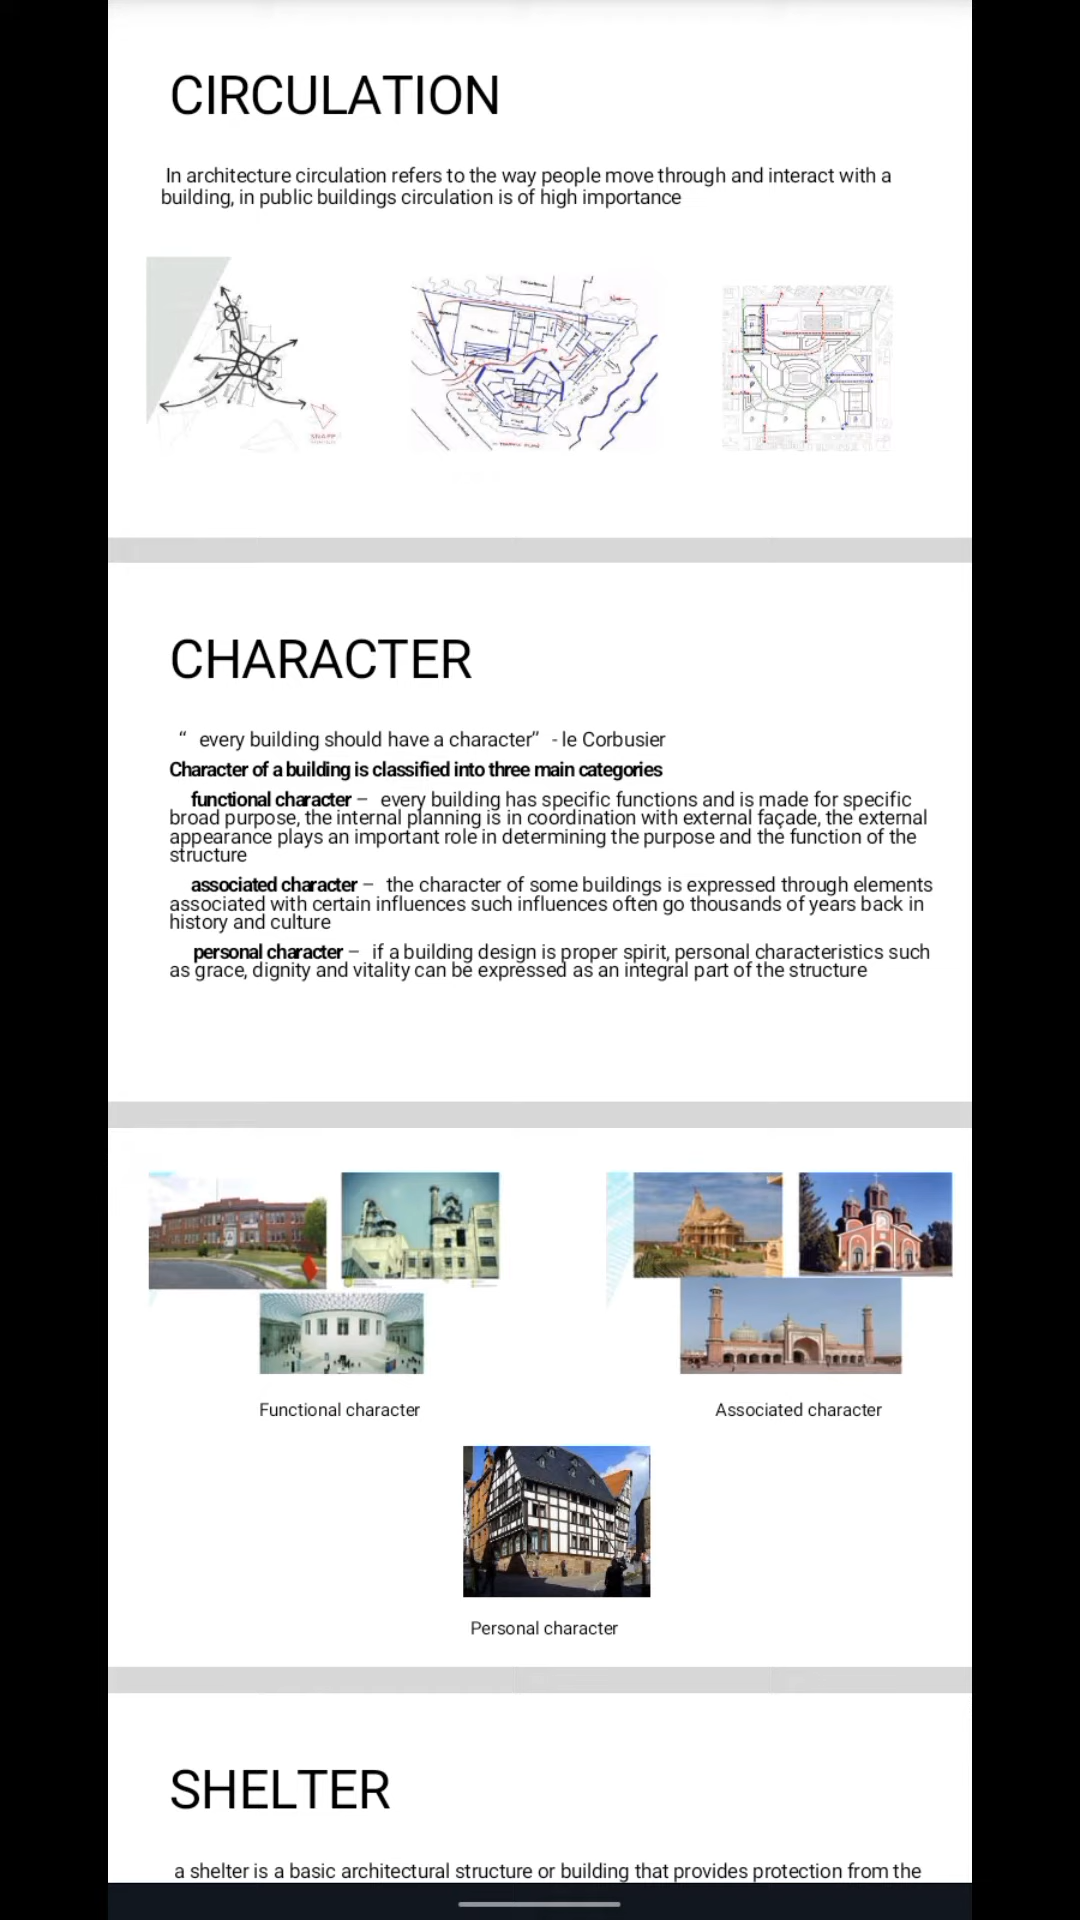 CIRCULATION
In architecture circulation refers to the way people move through and interact with a
building, in public buildings circulation is of high importance
CHARACTER
“ every building should have a character” - le Corbusier
Character of a building is classified into three main categories
functional character – every building has specific functions and is made for specific
broad purpose, the internal planning is in coordination with external façade, the external
appearance plays an important role in determining the purpose and the function of the
structure
associated character – the character of some buildings is expressed through elements
associated with certain influences such influences often go thousands of years back in
history and culture
personal character – if a building design is proper spirit, personal characteristics such
as grace, dignity and vitality can be expressed as an integral part of the structure
Functional character
Associated character
Personal character
SHELTER
a shelter is a basic architectural structure or building that provides protection from the